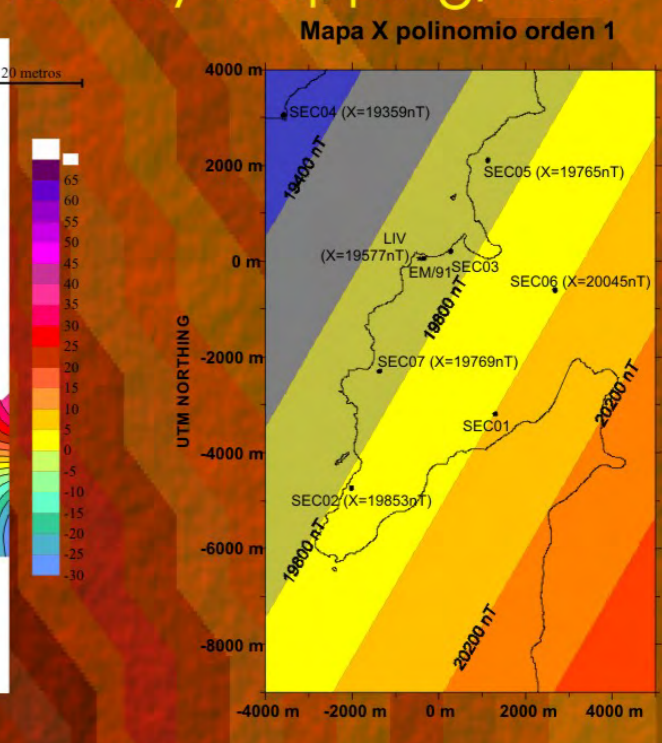 Mapa X polinomio orden 1
20 metros
65
60
55
50
45
40
35
30
25
20
15
10
5
0
-5
-10
-15
-20
-25
-30
UTM NORTHING
4000 m
2000 m
0 m
-2000 m
-4000 m
-6000 m
-8000 m
SEC04 (X=19359nT)
19400 nT
SEC05 (X=19765nT)
LIV
(X=19577nT)
EM/91
SEC03
SEC06 (X=20045nT)
19800 nT
SEC07 (X=19769nT)
20200 nT
SEC01
SEC02 (X=19853nT)
19800 nT
20200 nT
-4000 m
-2000 m
0 m
2000 m
4000 m